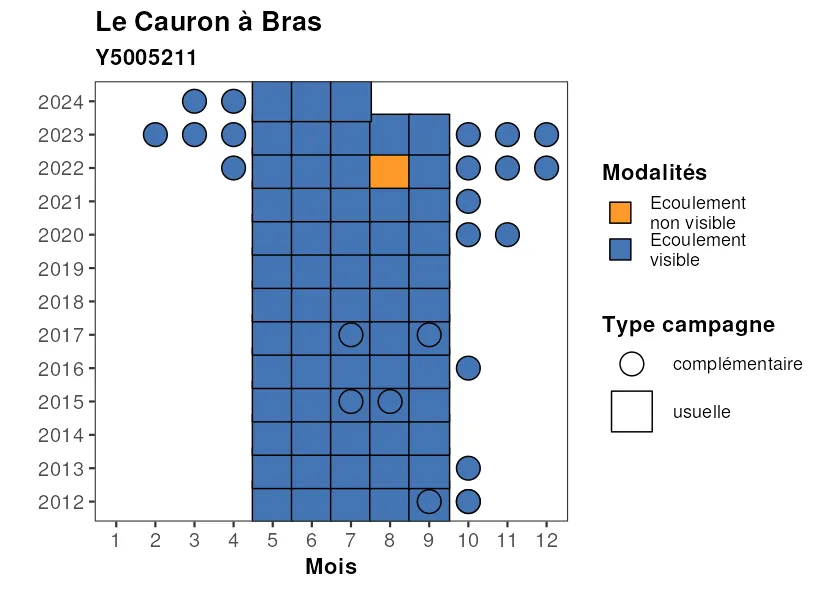 Le Cauron à Bras
Y5005211
2024
2023
2022
2021
2020
2019
2018
2017
2016
2015
2014
2013
2012
1 2 3 4 5 6 7 8 9 10 11 12
Mois
Modalités
Ecoulement
non visible
Ecoulement
visible
Type campagne
complémentaire
usuelle